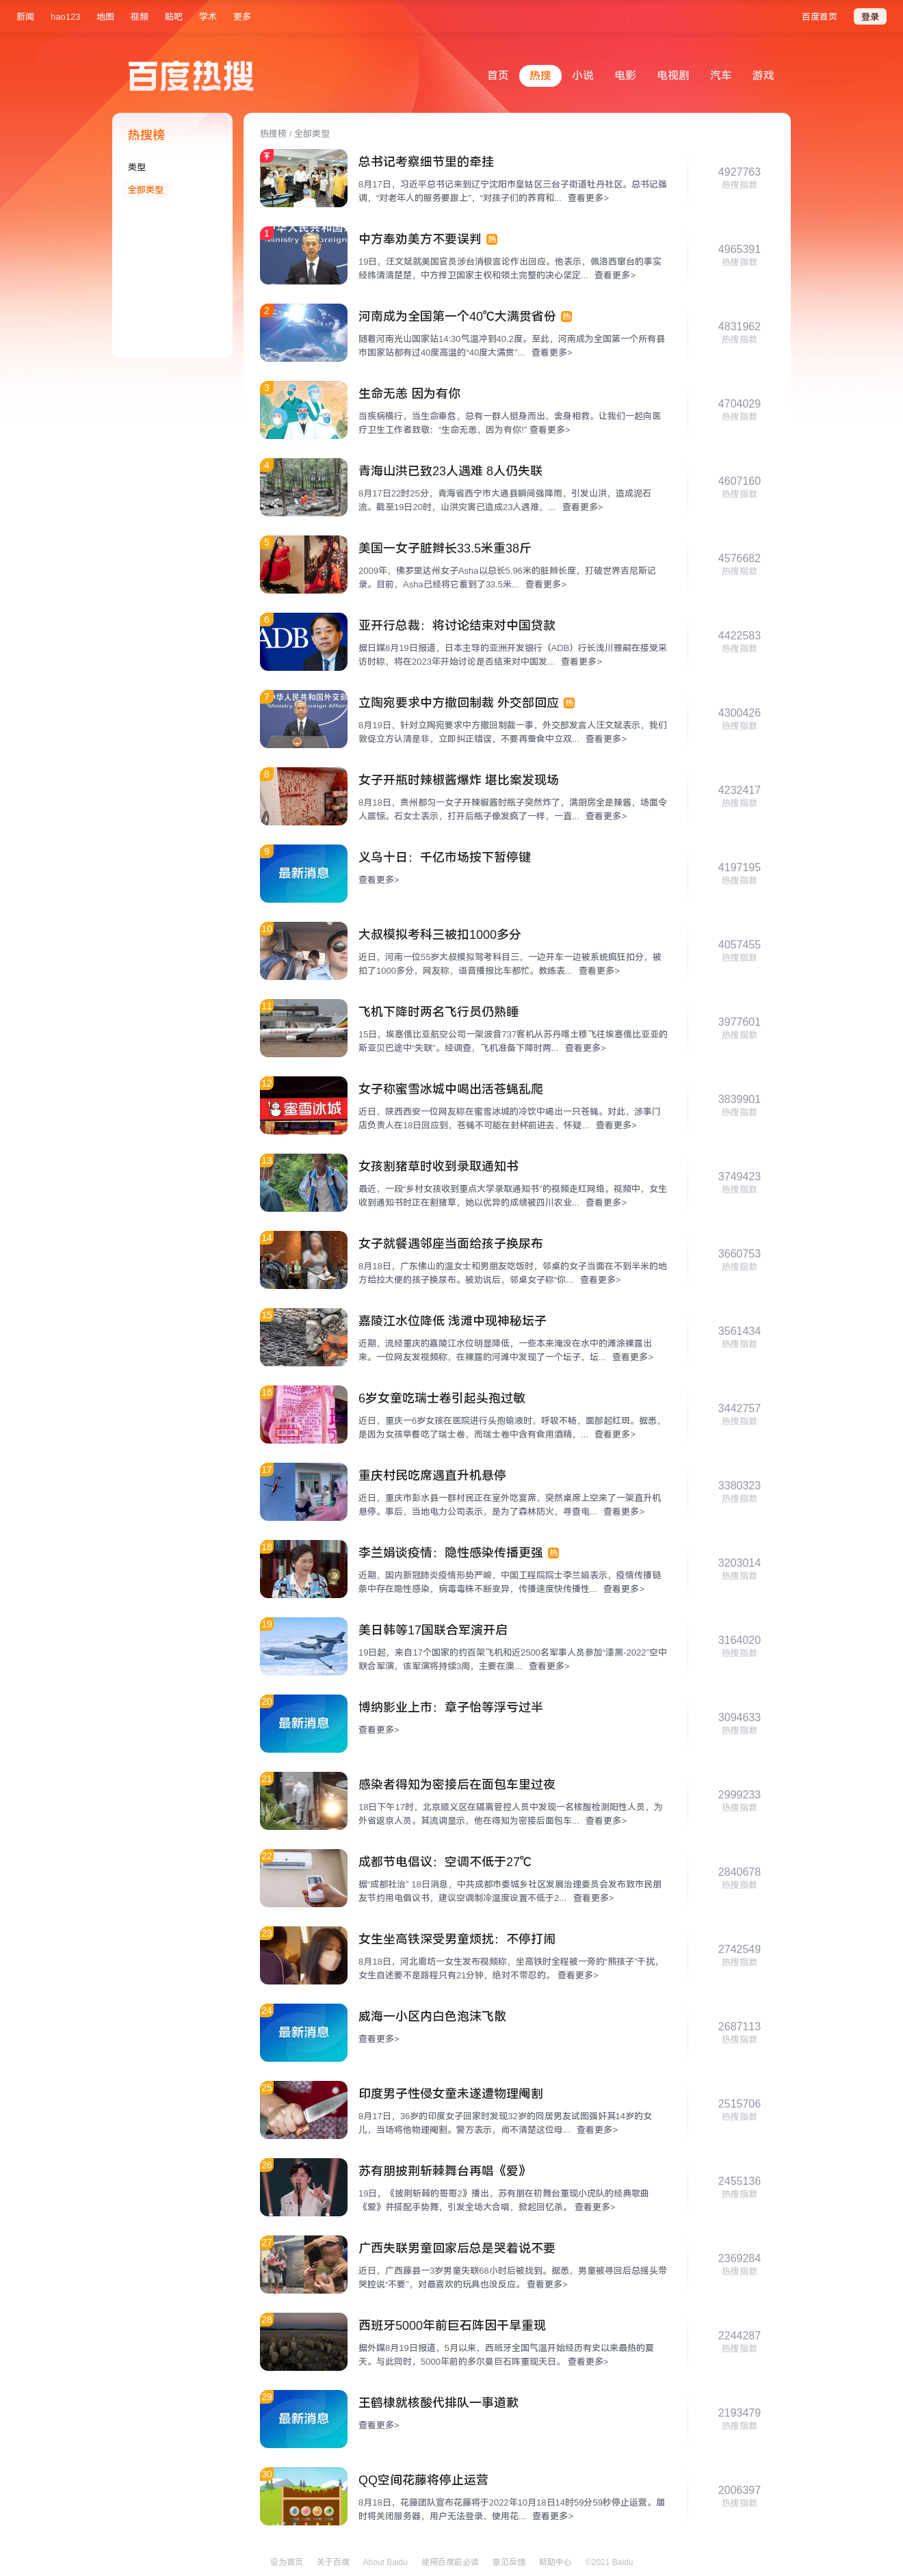 新闻 hao123 地图 视频 贴吧 学术 更多 百度首页 登录
百度热搜
首页 热搜 小说 电影 电视剧 汽车 游戏
热搜榜
类型
全部类型
热搜榜 / 全部类型
总书记考察细节里的牵挂
8月17日，习近平总书记来到辽宁沈阳市皇姑区三台子街道牡丹社区。总书记强
调，“对老年人的服务要跟上”，“对孩子们的养育和... 查看更多>
4927763
热搜指数
1
中方奉劝美方不要误判 热
19日，汪文斌就美国官员涉台消极言论作出回应。他表示，佩洛西窜台的事实
经纬清清楚楚，中方捍卫国家主权和领土完整的决心坚定... 查看更多>
4965391
热搜指数
2
河南成为全国第一个40℃大满贯省份 热
随着河南光山国家站14:30气温冲到40.2度。至此，河南成为全国第一个所有县
市国家站都有过40度高温的“40度大满贯”... 查看更多>
4831962
热搜指数
3
生命无恙 因为有你
当疾病横行，当生命垂危，总有一群人挺身而出、舍身相救。让我们一起向医
疗卫生工作者致敬：“生命无恙，因为有你!” 查看更多>
4704029
热搜指数
4
青海山洪已致23人遇难 8人仍失联
8月17日22时25分，青海省西宁市大通县瞬间强降雨，引发山洪，造成泥石
流。截至19日20时，山洪灾害已造成23人遇难，... 查看更多>
4607160
热搜指数
5
美国一女子脏辫长33.5米重38斤
2009年，佛罗里达州女子Asha以总长5.96米的脏辫长度，打破世界吉尼斯记
录。目前，Asha已经将它蓄到了33.5米... 查看更多>
4576682
热搜指数
6
ADB
亚开行总裁：将讨论结束对中国贷款
据日媒8月19日报道，日本主导的亚洲开发银行（ADB）行长浅川雅嗣在接受采
访时称，将在2023年开始讨论是否结束对中国发... 查看更多>
4422583
热搜指数
7
立陶宛要求中方撤回制裁 外交部回应 热
8月19日，针对立陶宛要求中方撤回制裁一事，外交部发言人汪文斌表示，我们
敦促立方认清是非，立即纠正错误，不要再蚕食中立双... 查看更多>
4300426
热搜指数
8
女子开瓶时辣椒酱爆炸 堪比案发现场
8月18日，贵州都匀一女子开辣椒酱时瓶子突然炸了，满厨房全是辣酱，场面令
人震惊。石女士表示，打开后瓶子像发疯了一样，一直... 查看更多>
4232417
热搜指数
9
最新消息
义乌十日：千亿市场按下暂停键
查看更多>
4197195
热搜指数
10
大叔模拟考科三被扣1000多分
近日，河南一位55岁大叔模拟驾考科目三，一边开车一边被系统疯狂扣分，被
扣了1000多分，网友称，语音播报比车都忙。教练表... 查看更多>
4057455
热搜指数
11
飞机下降时两名飞行员仍熟睡
15日，埃塞俄比亚航空公司一架波音737客机从苏丹喀土穆飞往埃塞俄比亚亚的
斯亚贝巴途中“失联”。经调查，飞机准备下降时两... 查看更多>
3977601
热搜指数
12
蜜雪冰城
女子称蜜雪冰城中喝出活苍蝇乱爬
近日，陕西西安一位网友称在蜜雪冰城的冷饮中喝出一只苍蝇。对此，涉事门
店负责人在18日回应到，苍蝇不可能在封杯前进去，怀疑... 查看更多>
3839901
热搜指数
13
女孩割猪草时收到录取通知书
最近，一段“乡村女孩收到重点大学录取通知书”的视频走红网络。视频中，女生
收到通知书时正在割猪草，她以优异的成绩被四川农业... 查看更多>
3749423
热搜指数
14
女子就餐遇邻座当面给孩子换尿布
8月18日，广东佛山的温女士和男朋友吃饭时，邻桌的女子当面在不到半米的地
方给拉大便的孩子换尿布。被劝说后，邻桌女子称“你... 查看更多>
3660753
热搜指数
15
嘉陵江水位降低 浅滩中现神秘坛子
近期，流经重庆的嘉陵江水位明显降低，一些本来淹没在水中的滩涂裸露出
来。一位网友发视频称，在裸露的河滩中发现了一个坛子，坛... 查看更多>
3561434
热搜指数
16
6岁女童吃瑞士卷引起头孢过敏
近日，重庆一6岁女孩在医院进行头孢输液时，呼吸不畅，面部起红斑。据悉，
是因为女孩早餐吃了瑞士卷，而瑞士卷中含有食用酒精，... 查看更多>
3442757
热搜指数
17
重庆村民吃席遇直升机悬停
近日，重庆市彭水县一群村民正在室外吃宴席，突然桌席上空来了一架直升机
悬停。事后，当地电力公司表示，是为了森林防火，寻查电... 查看更多>
3380323
热搜指数
18
李兰娟谈疫情：隐性感染传播更强 热
近期，国内新冠肺炎疫情形势严峻，中国工程院院士李兰娟表示，疫情传播链
条中存在隐性感染，病毒毒株不断变异，传播速度快传播性... 查看更多>
3203014
热搜指数
19
美日韩等17国联合军演开启
19日起，来自17个国家的约百架飞机和近2500名军事人员参加“漆黑-2022”空中
联合军演，该军演将持续3周，主要在澳... 查看更多>
3164020
热搜指数
20
最新消息
博纳影业上市：章子怡等浮亏过半
查看更多>
3094633
热搜指数
21
感染者得知为密接后在面包车里过夜
18日下午17时，北京顺义区在隔离管控人员中发现一名核酸检测阳性人员，为
外省返京人员。其流调显示，他在得知为密接后面包车... 查看更多>
2999233
热搜指数
22
成都节电倡议：空调不低于27℃
据“成都社治” 18日消息，中共成都市委城乡社区发展治理委员会发布致市民朋
友节约用电倡议书，建议空调制冷温度设置不低于2... 查看更多>
2840678
热搜指数
23
女生坐高铁深受男童烦扰：不停打闹
8月18日，河北廊坊一女生发布视频称，坐高铁时全程被一旁的“熊孩子”干扰，
女生自述要不是路程只有21分钟，绝对不带忍的。 查看更多>
2742549
热搜指数
24
最新消息
威海一小区内白色泡沫飞散
查看更多>
2687113
热搜指数
25
印度男子性侵女童未遂遭物理阉割
8月17日，36岁的印度女子回家时发现32岁的同居男友试图强奸其14岁的女
儿，当场将他物理阉割。警方表示，尚不清楚这位母... 查看更多>
2515706
热搜指数
26
苏有朋披荆斩棘舞台再唱《爱》
19日，《披荆斩棘的哥哥2》播出，苏有朋在初舞台重现小虎队的经典歌曲
《爱》并搭配手势舞，引发全场大合唱，掀起回忆杀。 查看更多>
2455136
热搜指数
27
广西失联男童回家后总是哭着说不要
近日，广西藤县一3岁男童失联68小时后被找到。据悉，男童被寻回后总摇头带
哭腔说“不要”，对最喜欢的玩具也没反应。 查看更多>
2369284
热搜指数
28
西班牙5000年前巨石阵因干旱重现
据外媒8月19日报道，5月以来，西班牙全国气温开始经历有史以来最热的夏
天。与此同时，5000年前的多尔曼巨石阵重现天日。 查看更多>
2244287
热搜指数
29
最新消息
王鹤棣就核酸代排队一事道歉
查看更多>
2193479
热搜指数
30
QQ空间花藤将停止运营
8月18日，花藤团队宣布花藤将于2022年10月18日14时59分59秒停止运营。届
时将关闭服务器，用户无法登录、使用花... 查看更多>
2006397
热搜指数
设为首页 关于百度 About Baidu 使用百度前必读 意见反馈 帮助中心 ©2021 Baidu